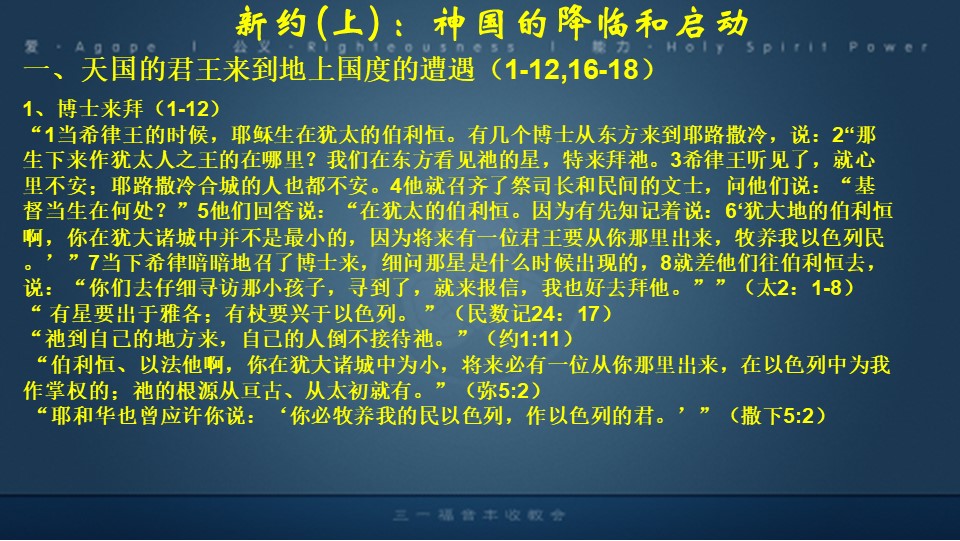 新约(上)：神国的降临和启动
爱 · Agape | 公义 · Righteousness | 能力 · Holy Spirit Power
一、天国的君王来到地上国度的遭遇（1-12,16-18）
1、博士来拜（1-12）
“1当希律王的时候，耶稣生在犹太的伯利恒。有几个博士从东方来到耶路撒冷，说：2“那
生下来作犹太人之王的在哪里？我们在东方看见祂的星，特来拜祂。3希律王听见了，就心
里不安；耶路撒冷合城的人也都不安。4他就召齐了祭司长和民间的文士，问他们说：“基
督当生在何处？”5他们回答说：“在犹太的伯利恒。因为有先知记着说：6‘犹大地的伯利恒
啊，你在犹大诸城中并不是最小的，因为将来有一位君王要从你那里出来，牧养我以色列民
。’”7当下希律暗暗地召了博士来，细问那星是什么时候出现的，8就差他们往伯利恒去，
说：“你们去仔细寻访那小孩子，寻到了，就来报信，我也好去拜他。””（太2：1-8）
“ 有星要出于雅各；有杖要兴于以色列。 ”（民数记24：17）
“祂到自己的地方来，自己的人倒不接待祂。”（约1:11）
“伯利恒、以法他啊，你在犹大诸城中为小，将来必有一位从你那里出来，在以色列中为我
作掌权的；祂的根源从亘古、从太初就有。”（弥5:2）
“耶和华也曾应许你说：‘你必牧养我的民以色列，作以色列的君。’”（撒下5:2）
三一福音丰收教会